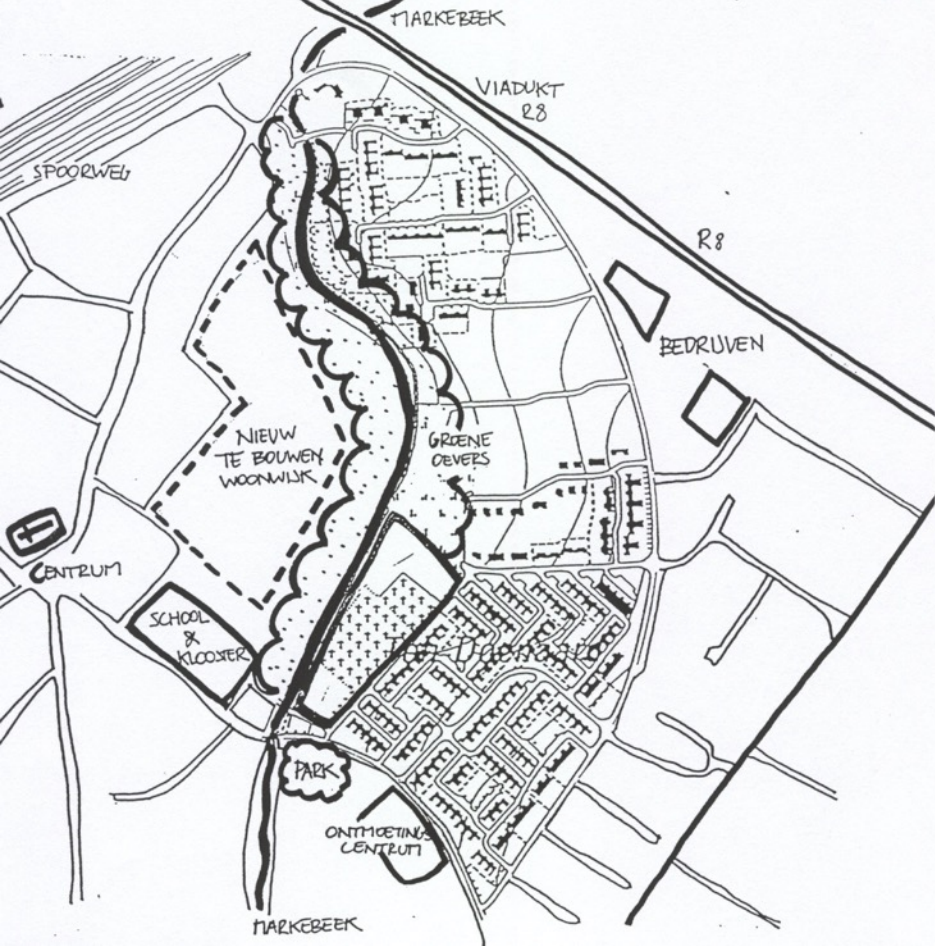 MARKEBEEK
VIADUKT
R8
SPOORWEG
R8
BEDRIJVEN
NIEUW
TE BOUWEN
WOONWIJK
GROENE
OEVERS
CENTRUM
SCHOOL
&
KLOOSTER
PARK
ONTMOETINGS
CENTRUM
MARKEBEEK